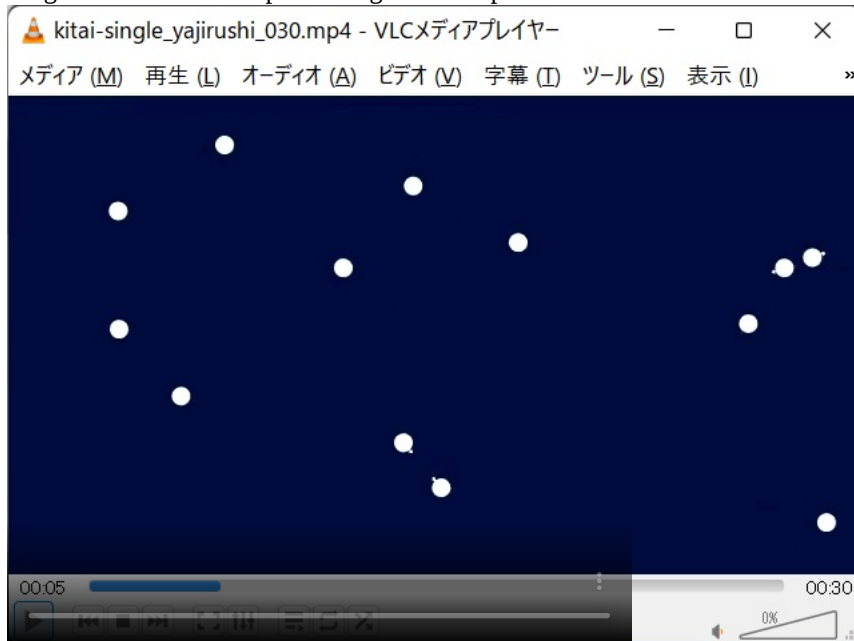 kitai-single_yajirushi_030.mp4 - VLCメディアプレイヤー
メディア (M) 再生 (L) オーディオ (A) ビデオ (V) 字幕 (T) ツール (S) 表示 (I) »
00:05 00:30
0%